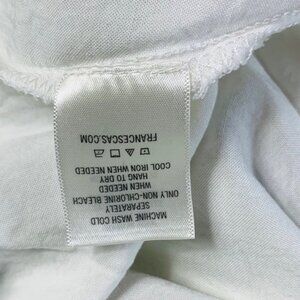 MACHINE WASH COLD
SEPARATELY
ONLY NON-CHLORINE BLEACH
WHEN NEEDED
HANG TO DRY
COOL IRON WHEN NEEDED
FRANCESCAS.COM